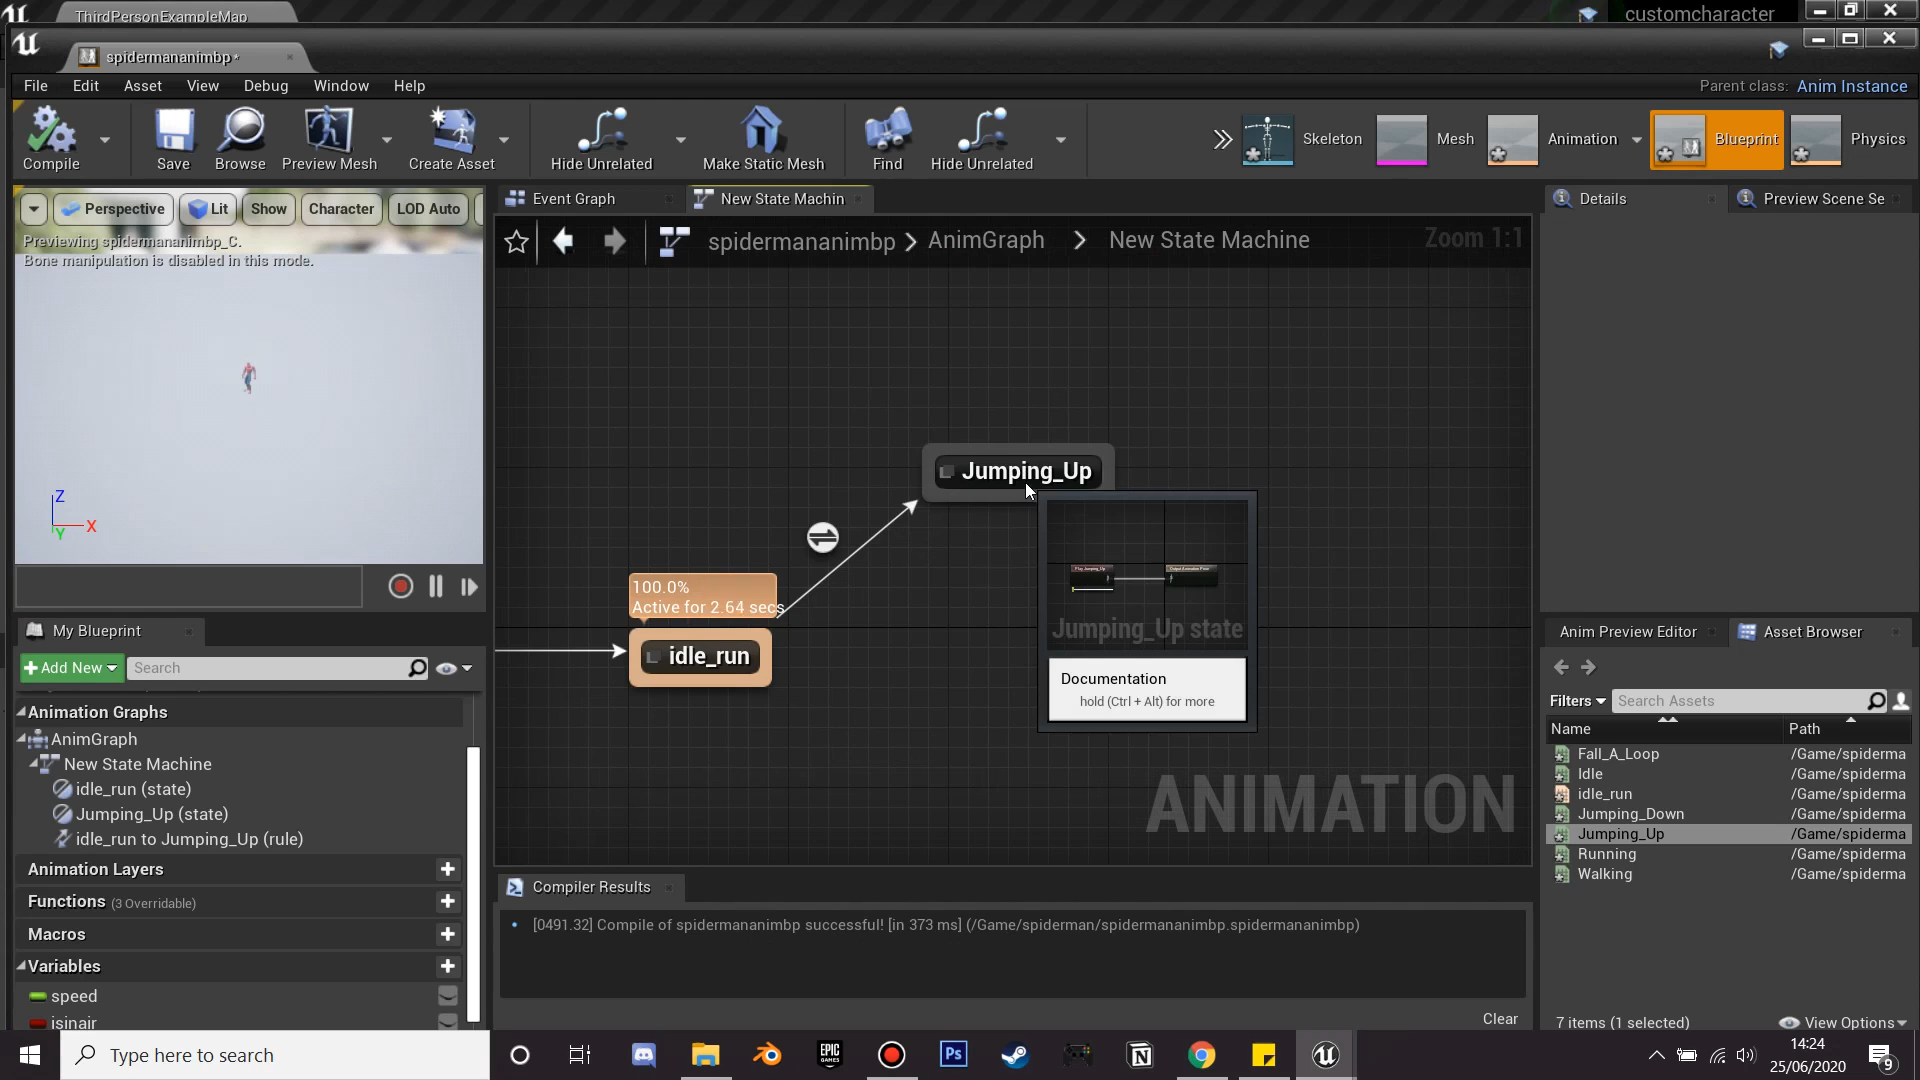 ThirdPersonExampleMap
customcharacter
spidermananimbp*
File Edit Asset View Debug Window Help
Parent class: Anim Instance
Compile
Save
Browse
Preview Mesh
Create Asset
Hide Unrelated
Make Static Mesh
Find
Hide Unrelated
Skeleton
Mesh
Animation
Blueprint
Physics
Perspective
Lit
Show
Character
LOD Auto
Previewing spidermananimbp_C.
Bone manipulation is disabled in this mode.
Z
X
Y
Event Graph
New State Machin
spidermananimbp > AnimGraph > New State Machine
Zoom 1:1
Jumping_Up
100.0%
Active for 2.64 secs
idle_run
Play Jumping_Up
Output Animation Pose
Jumping_Up state
Documentation
hold (Ctrl + Alt) for more
ANIMATION
My Blueprint
Add New
Search
Animation Graphs
AnimGraph
New State Machine
idle_run (state)
Jumping_Up (state)
idle_run to Jumping_Up (rule)
Animation Layers
Functions (3 Overridable)
Macros
Variables
speed
isinair
Compiler Results
[0491.32] Compile of spidermananimbp successful! [in 373 ms] (/Game/spiderman/spidermananimbp.spidermananimbp)
Clear
Details
Preview Scene Se
Anim Preview Editor
Asset Browser
Filters
Search Assets
Name Path
Fall_A_Loop /Game/spiderma
Idle /Game/spiderma
idle_run /Game/spiderma
Jumping_Down /Game/spiderma
Jumping_Up /Game/spiderma
Running /Game/spiderma
Walking /Game/spiderma
7 items (1 selected)
View Options
Type here to search
EPIC GAMES
Ps
14:24
25/06/2020
9